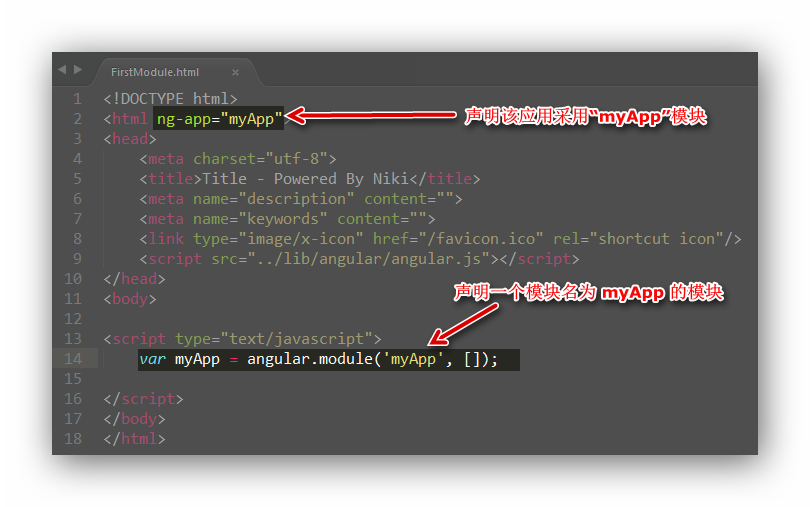 FirstModule.html ×
1 <!DOCTYPE html>
2 <html ng-app="myApp"> 声明该应用采用“myApp”模块
3 <head>
4 <meta charset="utf-8">
5 <title>Title - Powered By Niki</title>
6 <meta name="description" content="">
7 <meta name="keywords" content="">
8 <link type="image/x-icon" href="/favicon.ico" rel="shortcut icon"/>
9 <script src="../lib/angular/angular.js"></script>
10 </head>
声明一个模块名为 myApp 的模块
11 <body>
12
13 <script type="text/javascript">
14 var myApp = angular.module('myApp', []);
15
16 </script>
17 </body>
18 </html>